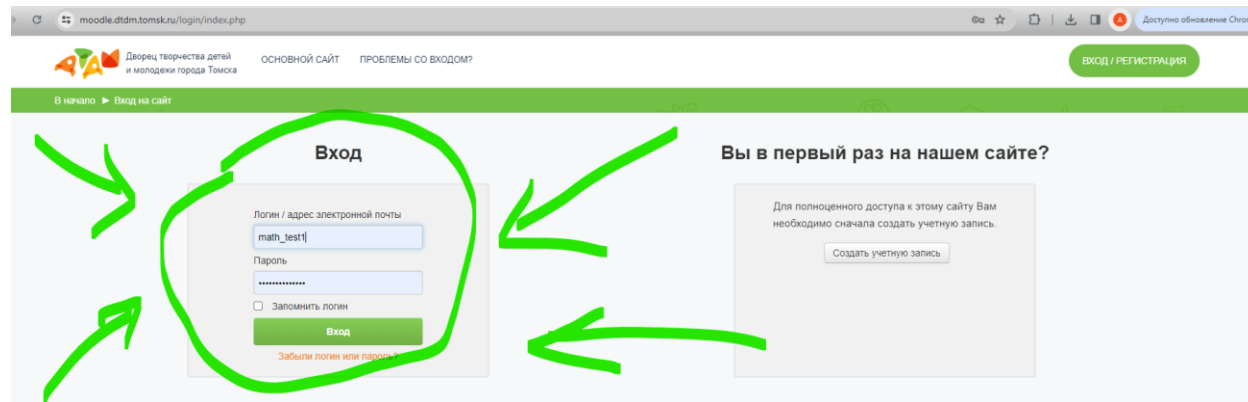 moodle.dtdm.tomsk.ru/login/index.php
Доступно обновление Chrom
Дворец творчества детей
и молодежи города Томска
ОСНОВНОЙ САЙТ
ПРОБЛЕМЫ СО ВХОДОМ?
ВХОД / РЕГИСТРАЦИЯ
В начало ► Вход на сайт
Вход
Логин / адрес электронной почты
math_test1
Пароль
••••••••••••••
Запомнить логин
Вход
Забыли логин или пароль?
Вы в первый раз на нашем сайте?
Для полноценного доступа к этому сайту Вам
необходимо сначала создать учетную запись.
Создать учетную запись